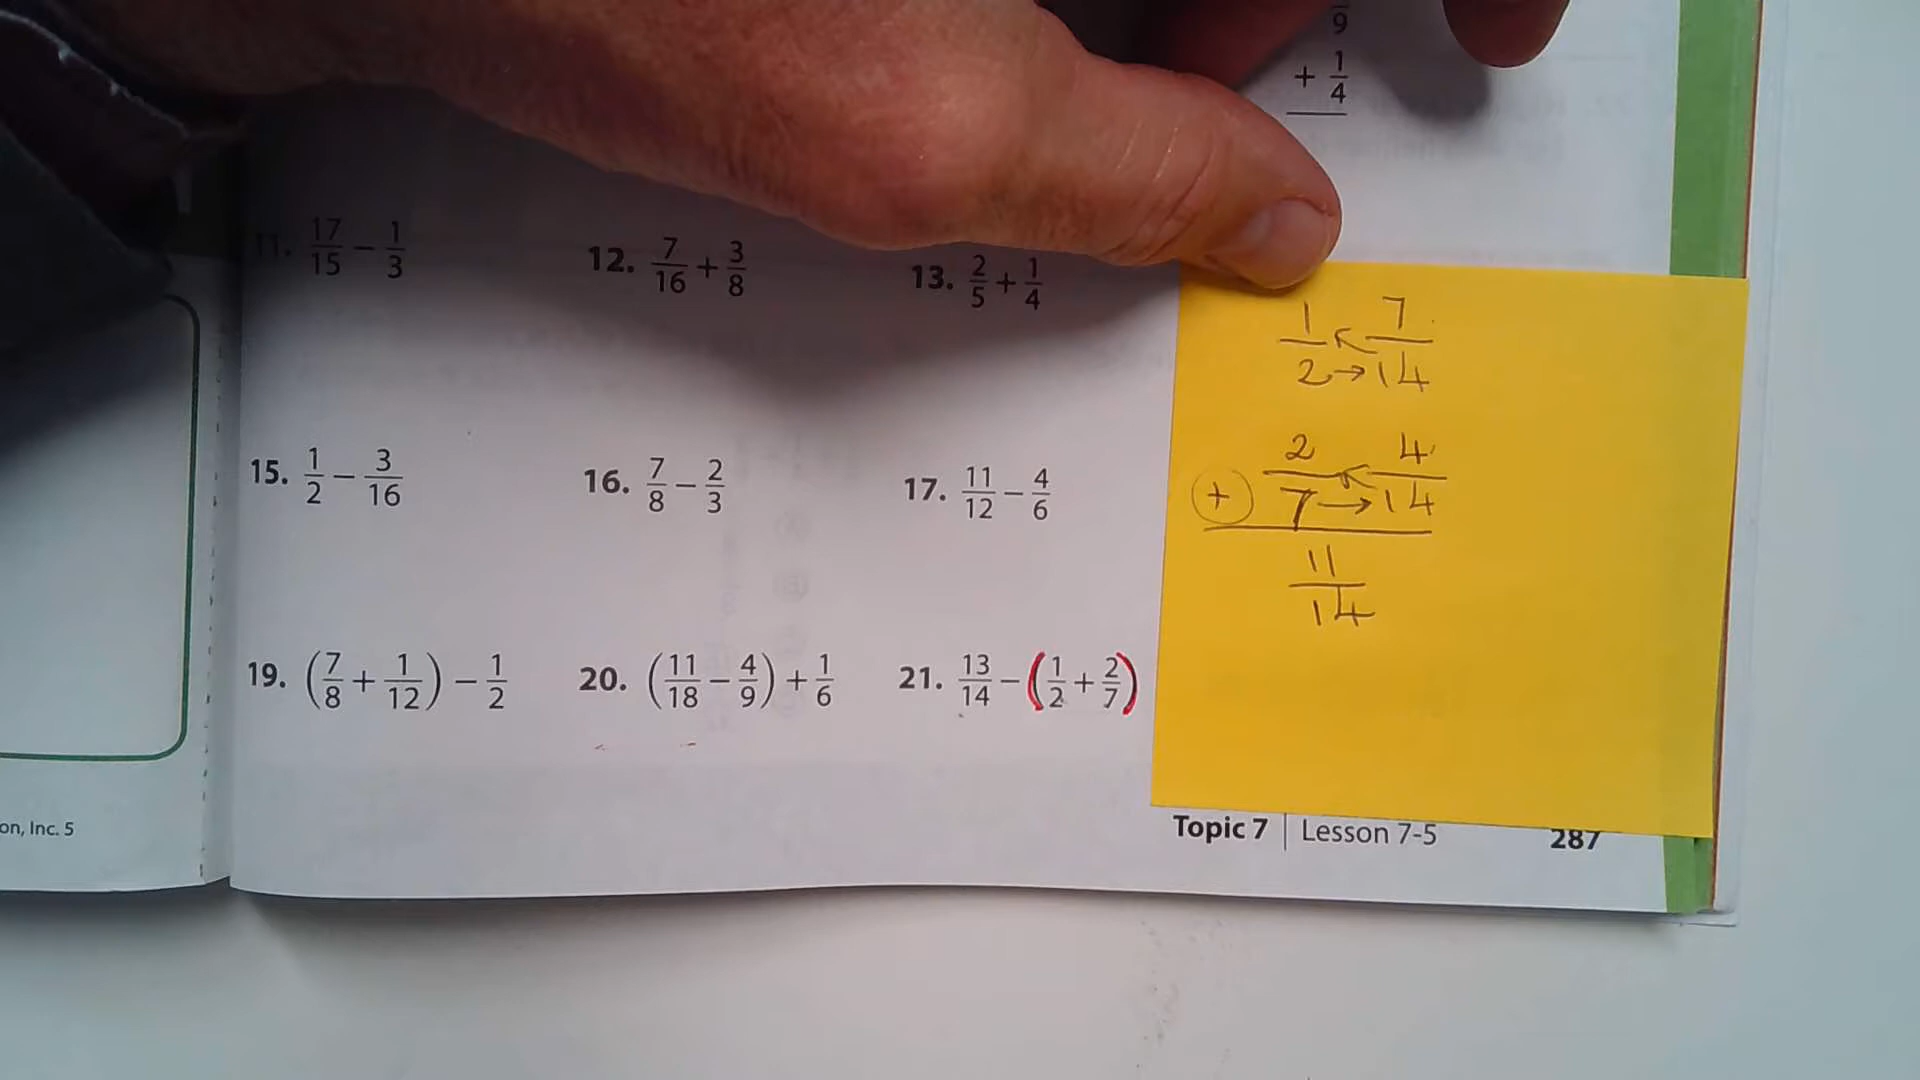 9
+ 1/4
11. 17/15 − 1/3
12. 7/16 + 3/8
13. 2/5 + 1/4
1/2 7/14
2/7 4/14
+
11/14
15. 1/2 − 3/16
16. 7/8 − 2/3
17. 11/12 − 4/6
19. (7/8 + 1/12) − 1/2
20. (11/18 − 4/9) + 1/6
21. 13/14 − (1/2 + 2/7)
on, Inc. 5
Topic 7 | Lesson 7-5 287